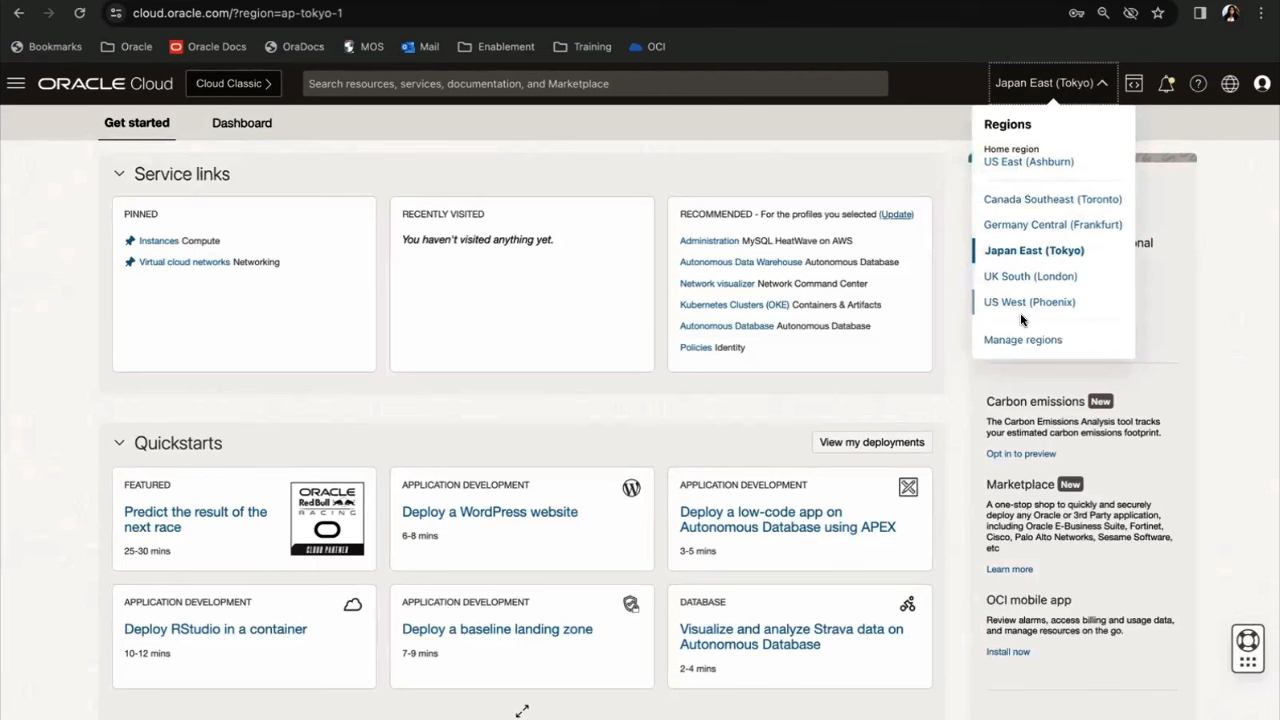 cloud.oracle.com/?region=ap-tokyo-1
Bookmarks Oracle Oracle Docs OraDocs MOS Mail Enablement Training OCI
ORACLE Cloud Cloud Classic > Search resources, services, documentation, and Marketplace Japan East (Tokyo)
Get started Dashboard
Regions
Home region
US East (Ashburn)
Canada Southeast (Toronto)
Germany Central (Frankfurt)
Japan East (Tokyo)
UK South (London)
US West (Phoenix)
Manage regions
Service links
PINNED
Instances Compute
Virtual cloud networks Networking
RECENTLY VISITED
You haven't visited anything yet.
RECOMMENDED - For the profiles you selected (Update)
Administration MySQL HeatWave on AWS
Autonomous Data Warehouse Autonomous Database
Network visualizer Network Command Center
Kubernetes Clusters (OKE) Containers & Artifacts
Autonomous Database Autonomous Database
Policies Identity
Quickstarts
View my deployments
FEATURED
Predict the result of the
next race
25-30 mins
ORACLE
Red Bull
RACING
CLOUD PARTNER
APPLICATION DEVELOPMENT
Deploy a WordPress website
6-8 mins
APPLICATION DEVELOPMENT
Deploy a low-code app on
Autonomous Database using APEX
3-5 mins
APPLICATION DEVELOPMENT
Deploy RStudio in a container
10-12 mins
APPLICATION DEVELOPMENT
Deploy a baseline landing zone
7-9 mins
DATABASE
Visualize and analyze Strava data on
Autonomous Database
2-4 mins
Carbon emissions New
The Carbon Emissions Analysis tool tracks
your estimated carbon emissions footprint.
Opt in to preview
Marketplace New
A one-stop shop to quickly and securely
deploy any Oracle or 3rd Party application,
including Oracle E-Business Suite, Fortinet,
Cisco, Palo Alto Networks, Sesame Software,
etc
Learn more
OCI mobile app
Review alarms, access billing and usage data,
and manage resources on the go.
Install now